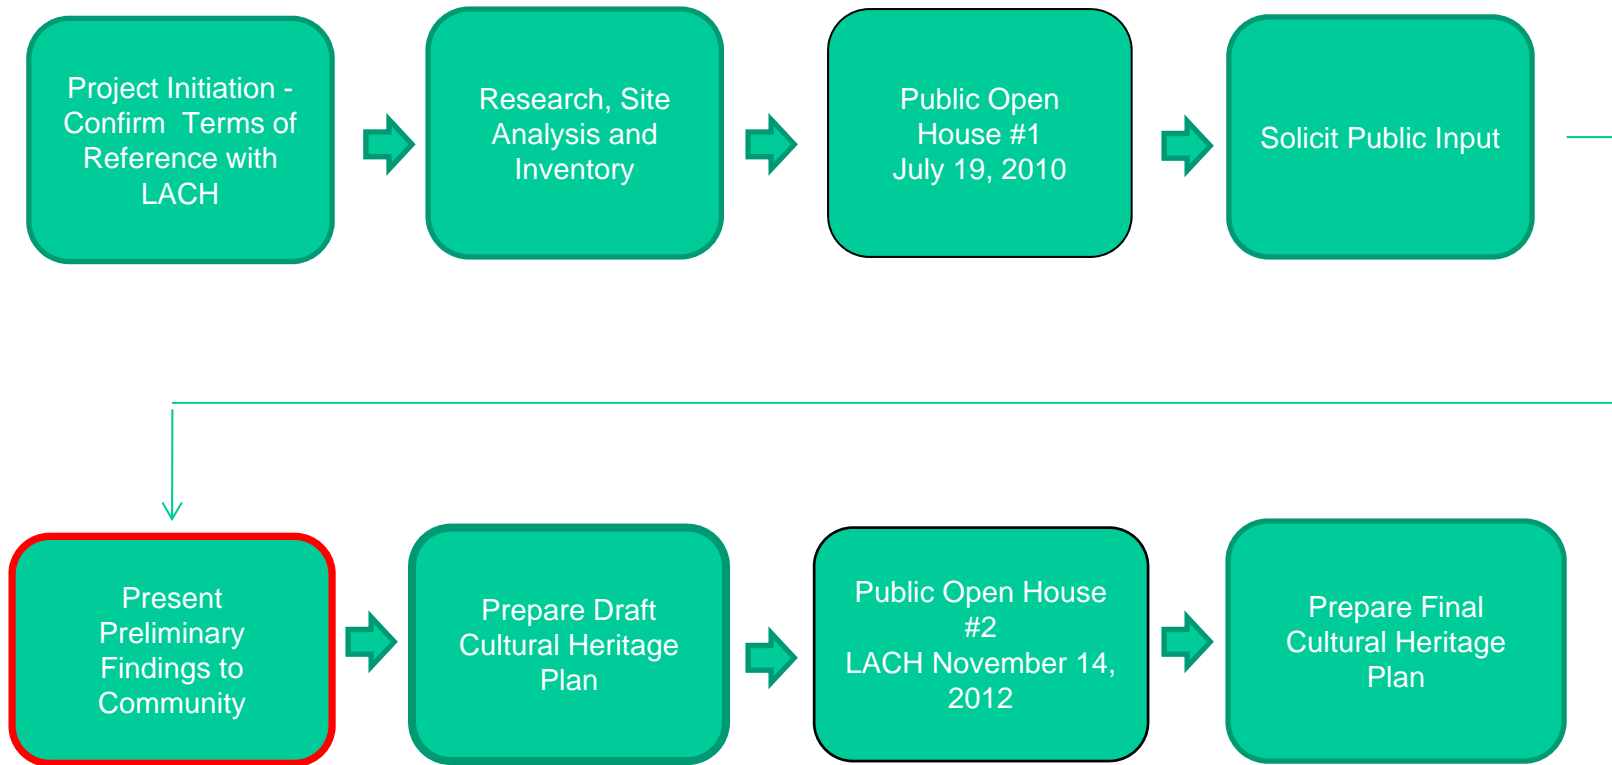 Project Initiation -
Confirm  Terms of
Reference with
LACH
Research, Site
Analysis and
Inventory
Public Open
House #1
July 19, 2010
Solicit Public Input
Present
Preliminary
Findings to
Community
Prepare Draft
Cultural Heritage
Plan
Public Open House
#2
LACH November 14,
2012
Prepare Final
Cultural Heritage
Plan